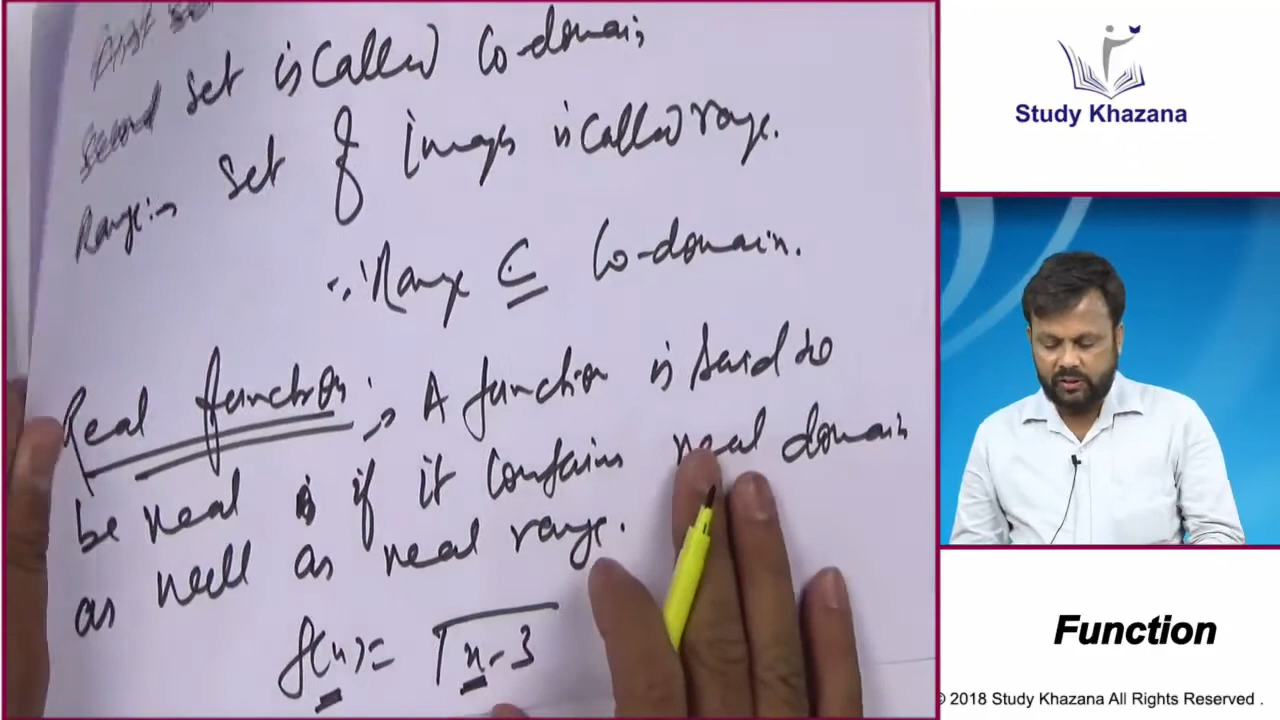 First se
Second set is called Co-domain
Range:→ Set of images is called range.
∴ Range ⊆ Co-domain.
Real function :→ A function is said to
be real if it contains real domain
as well as real range.
f(x)= √x-3
Study Khazana
Function
© 2018 Study Khazana All Rights Reserved .